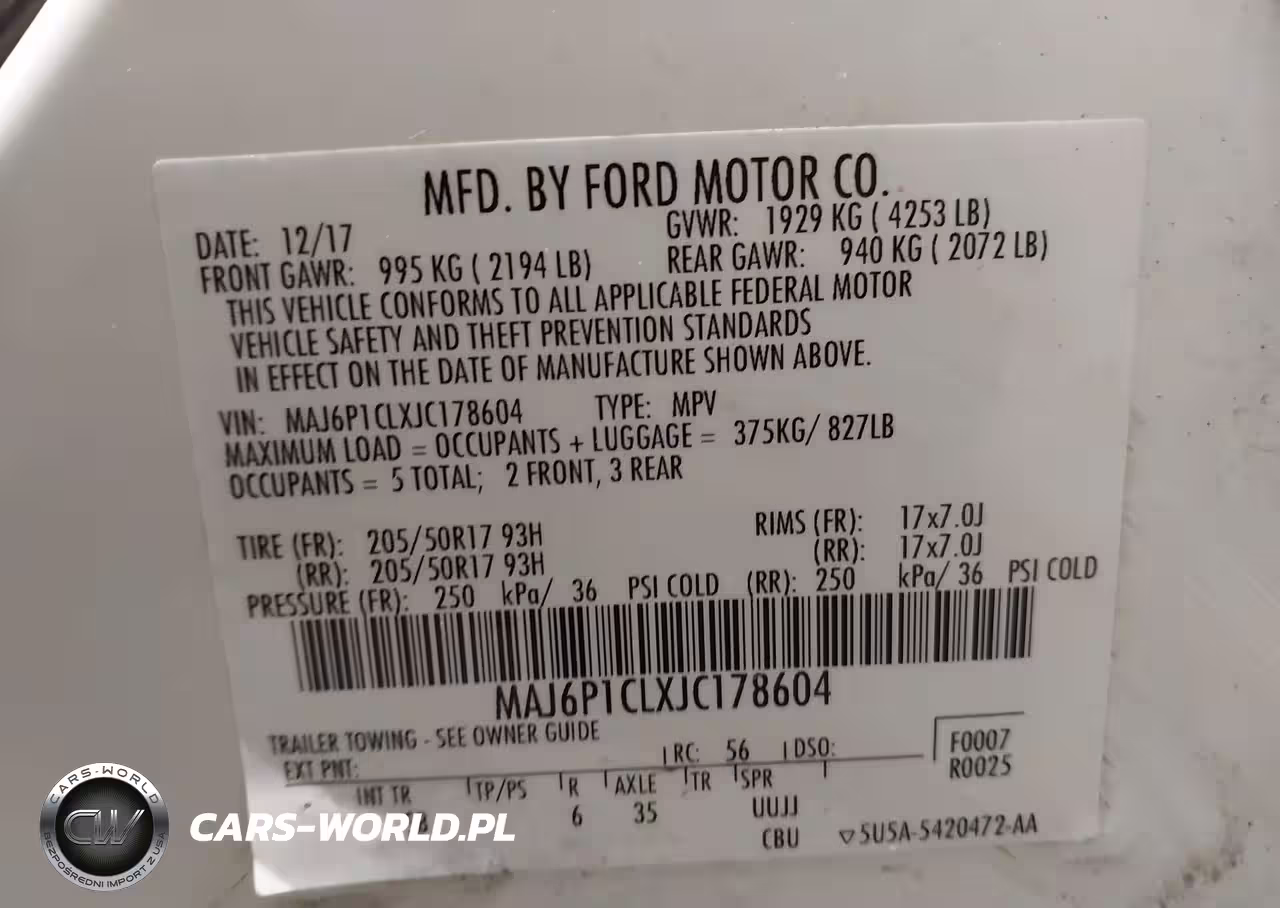 MFD. BY FORD MOTOR CO.
DATE: 12/17 GVWR: 1929 KG ( 4253 LB)
FRONT GAWR: 995 KG ( 2194 LB) REAR GAWR: 940 KG ( 2072 LB)
THIS VEHICLE CONFORMS TO ALL APPLICABLE FEDERAL MOTOR
VEHICLE SAFETY AND THEFT PREVENTION STANDARDS
IN EFFECT ON THE DATE OF MANUFACTURE SHOWN ABOVE.
VIN: MAJ6P1CLXJC178604 TYPE: MPV
MAXIMUM LOAD = OCCUPANTS + LUGGAGE = 375KG/ 827LB
OCCUPANTS = 5 TOTAL; 2 FRONT, 3 REAR
TIRE (FR): 205/50R17 93H RIMS (FR): 17x7.0J
(RR): 205/50R17 93H (RR): 17x7.0J
PRESSURE (FR): 250 kPa/ 36 PSI COLD (RR): 250 kPa/ 36 PSI COLD
MAJ6P1CLXJC178604
TRAILER TOWING - SEE OWNER GUIDE
EXT PNT: RC: 56 DSO: F0007
R0025
INT TR TP/PS R AXLE TR SPR
6 35 UUJJ
CBU 5U5A-5420472-AA
CARS-WORLD
CW
BEZPOŚREDNI IMPORT Z USA
CARS-WORLD.PL